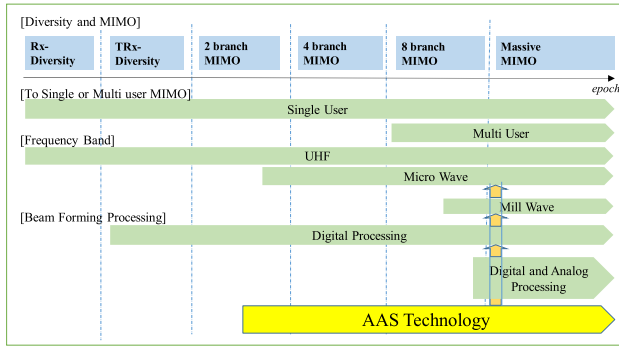 [Diversity and MIMO]
Rx-
Diversity
TRx-
Diversity
2 branch
MIMO
4 branch
MIMO
8 branch
MIMO
Massive
MIMO
epoch
[To Single or Multi user MIMO]
Single User
Multi User
[Frequency Band]
UHF
Micro Wave
Mill Wave
[Beam Forming Processing]
Digital Processing
Digital and Analog
Processing
AAS Technology